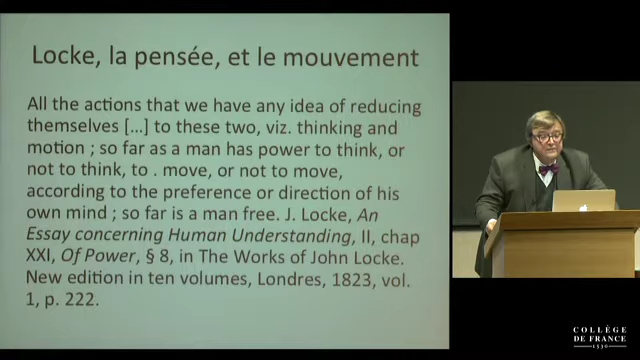 Locke, la pensée, et le mouvement
All the actions that we have any idea of reducing
themselves [...] to these two, viz. thinking and
motion ; so far as a man has power to think, or
not to think, to . move, or not to move,
according to the preference or direction of his
own mind ; so far is a man free. J. Locke, An
Essay concerning Human Understanding, II, chap
XXI, Of Power, § 8, in The Works of John Locke.
New edition in ten volumes, Londres, 1823, vol.
1, p. 222.
COLLÈGE
DE FRANCE
1530